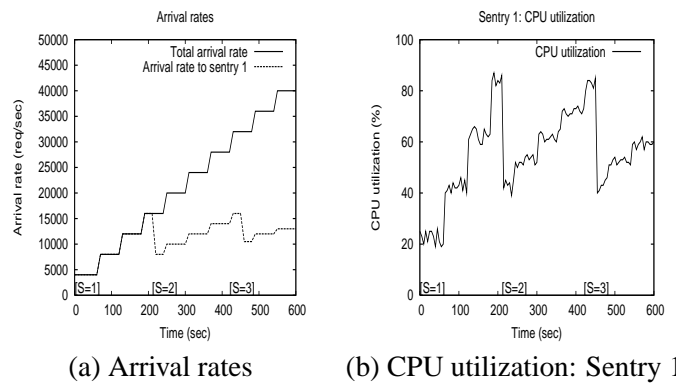 Arrival rates
50000
45000
40000
35000
30000
25000
20000
15000
10000
5000
0
Arrival rate (req/sec)
Total arrival rate
Arrival rate to sentry 1
[S=1]
[S=2]
[S=3]
0 100 200 300 400 500 600
Time (sec)
(a) Arrival rates
Sentry 1: CPU utilization
100
80
60
40
20
0
CPU utilization (%)
CPU utilization
[S=1]
[S=2]
[S=3]
0 100 200 300 400 500 600
Time (sec)
(b) CPU utilization: Sentry 1